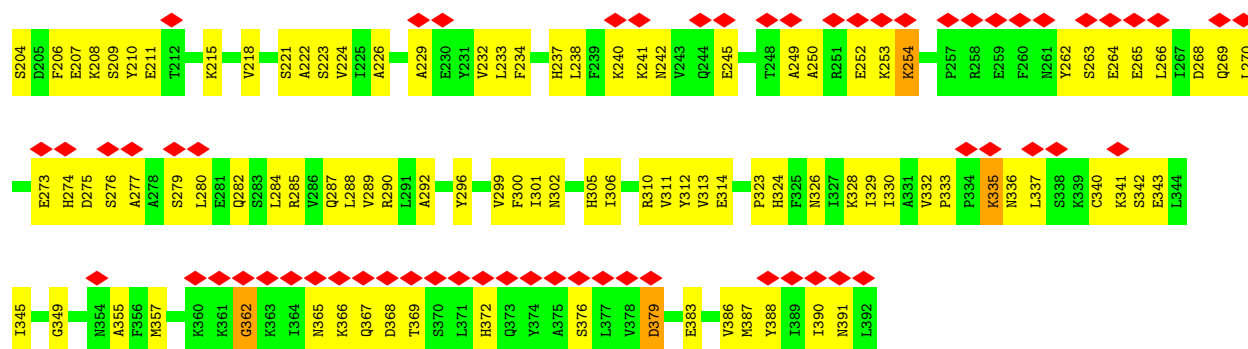 S204 D205 F206 E207 K208 S209 Y210 E211 T212 K215 V218 S221 A222 S223 V224 I225 A226 A229 E230 Y231 V232 L233 F234 H237 L238 F239 K240 K241 N242 V243 Q244 E245 T248 A249 A250 R251 E252 K253 K254 P257 R258 E259 F260 N261 Y262 S263 E264 E265 L266 I267 D268 Q269 L270
E273 H274 D275 S276 A277 A278 S279 L280 E281 Q282 S283 L284 R285 V286 Q287 L288 V289 R290 L291 A292 Y296 V299 F300 I301 N302 H305 I306 R310 V311 Y312 V313 E314 P323 H324 F325 N326 I327 K328 I329 I330 A331 V332 P333 P334 K335 N336 L337 S338 K339 C340 K341 S342 E343 L344
I345 G349 N354 A355 F356 M357 K360 K361 G362 K363 I364 N365 K366 Q367 D368 T369 S370 L371 H372 Q373 Y374 A375 S376 L377 V378 D379 E383 V386 M387 Y388 I389 I390 N391 L392